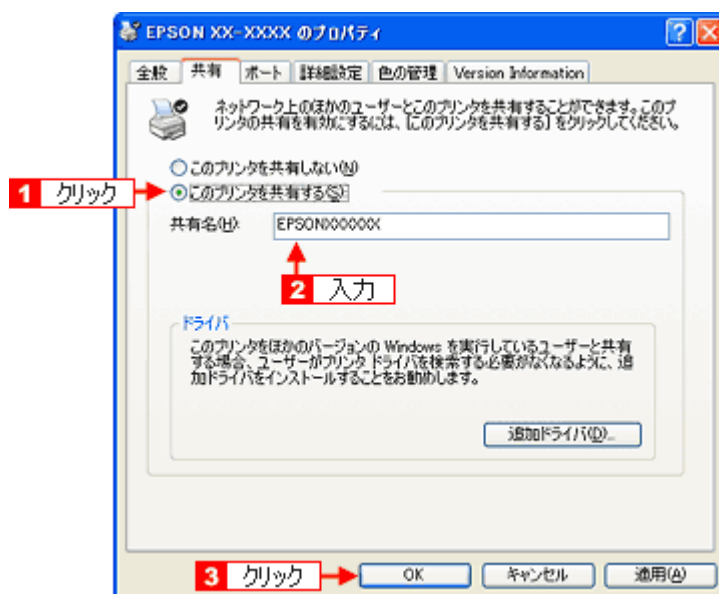 EPSON XX-XXXX のプロパティ
全般 共有 ポート 詳細設定 色の管理 Version Information
ネットワーク上のほかのユーザーとこのプリンタを共有することができます。このプ
リンタの共有を有効にするには、[このプリンタを共有する] をクリックしてください。
このプリンタを共有しない(N)
1 クリック
このプリンタを共有する(S):
共有名(H): EPSONXXXXXX
2 入力
ドライバ
このプリンタをほかのバージョンの Windows を実行しているユーザーと共有
する場合、ユーザーがプリンタ ドライバを検索する必要がなくなるように、追
加ドライバをインストールすることをお勧めします。
追加ドライバ(D)...
3 クリック
OK キャンセル 適用(A)